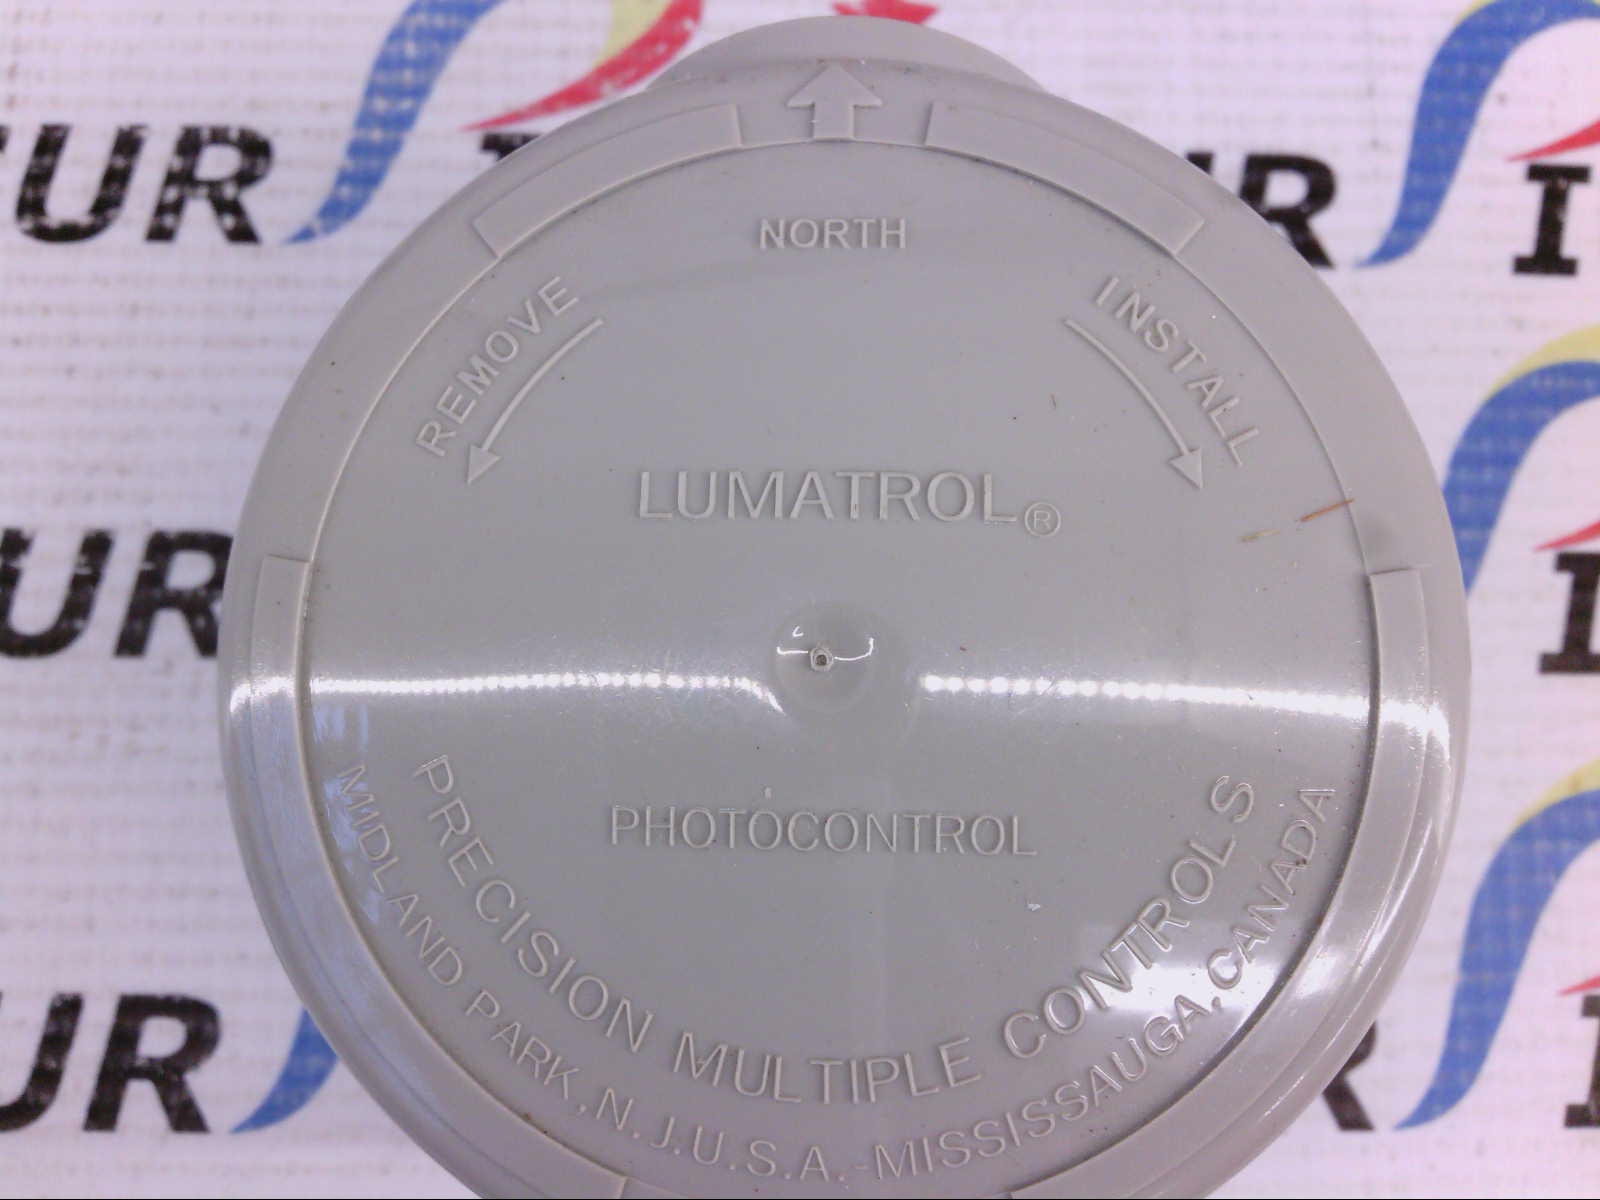 NORTH
REMOVE
INSTALL
LUMATROL®
PHOTOCONTROL
PRECISION MULTIPLE CONTROLS
MIDLAND PARK, N.J.U.S.A.-MISSISSAUGA, CANADA